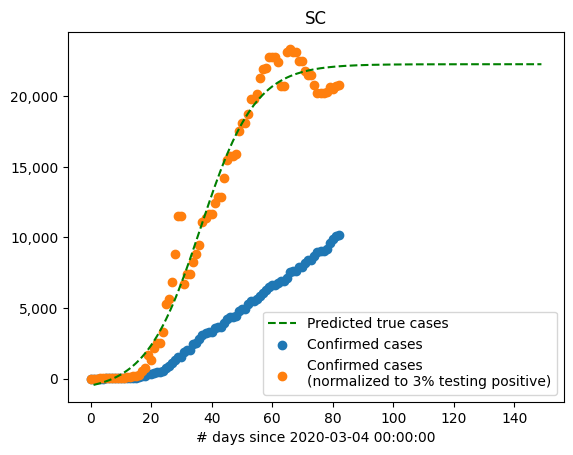 SC
20,000
15,000
10,000
5,000
0
Predicted true cases
Confirmed cases
Confirmed cases
(normalized to 3% testing positive)
0 20 40 60 80 100 120 140
# days since 2020-03-04 00:00:00